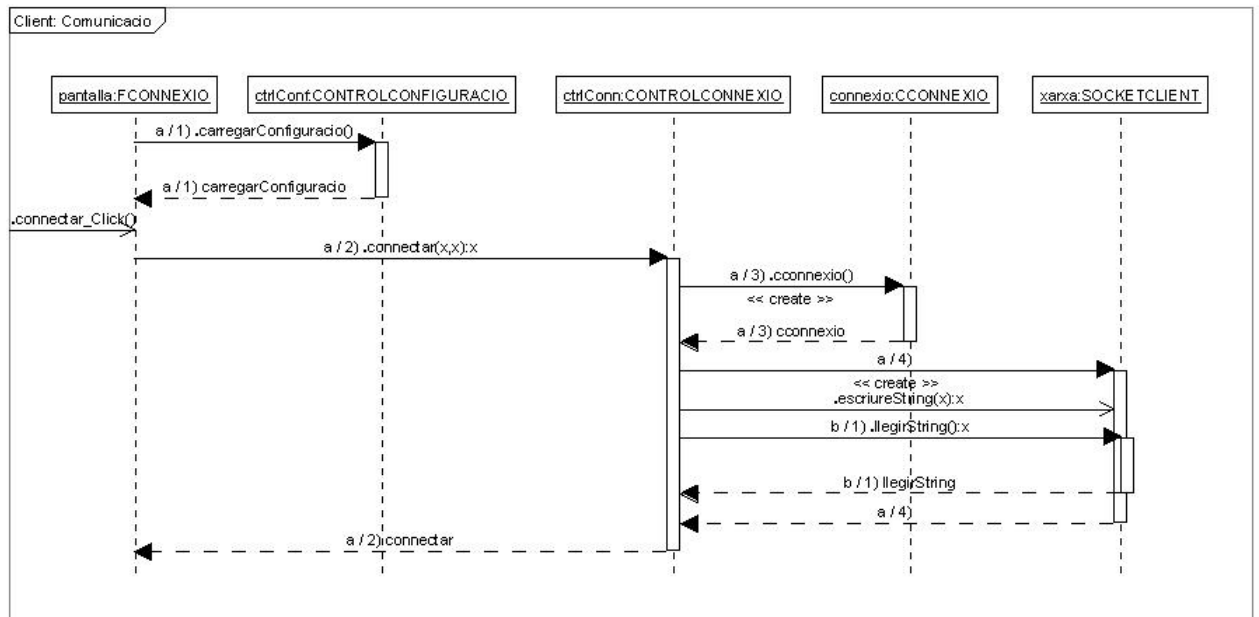 Client: Comunicacio
pantalla:FCONNEXIO
ctrlConf:CONTROLCONFIGURACIO
ctrlConn:CONTROLCONNEXIO
connexio:CCONNEXIO
xarxa:SOCKETCLIENT
a / 1) .carregarConfiguracio()
a / 1) carregarConfiguracio
.connectar_Click()
a / 2) .connectar(x,x):x
a / 3) .cconnexio()
<< create >>
a / 3) cconnexio
a / 4)
<< create >>
.escriureString(x):x
b / 1) .llegirString():x
b / 1) llegirString
a / 4)
a / 2) connectar